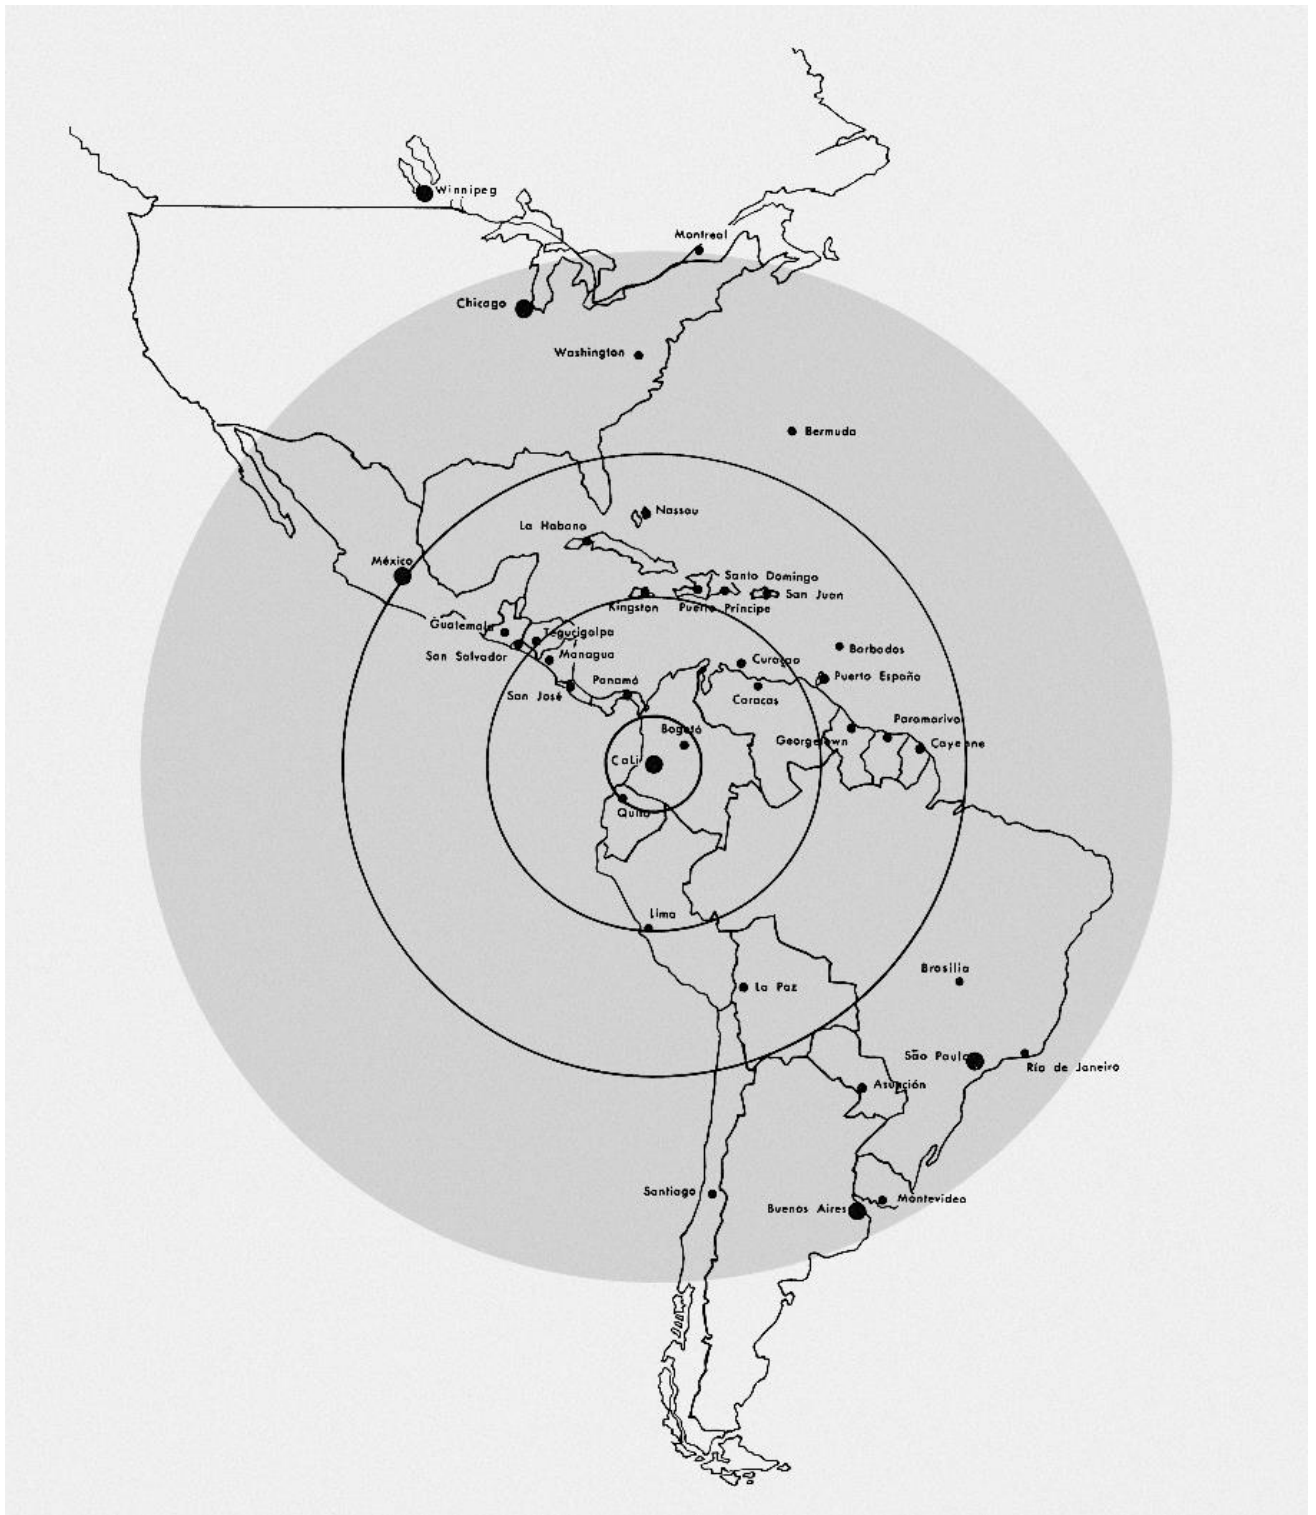 Winnipeg
Montreal
Chicago
Washington
Bermuda
Nassau
La Habana
México
Santo Domingo
San Juan
Kingston
Puerto Príncipe
Guatemala
Tegucigalpa
San Salvador
Managua
Barbados
Curaçao
Puerto España
Panamá
San José
Caracas
Paramarivo
Bogotá
Georgetown
Cayenne
Cali
Quito
Lima
Brasilia
La Paz
São Paulo
Río de Janeiro
Asunción
Santiago
Montevideo
Buenos Aires